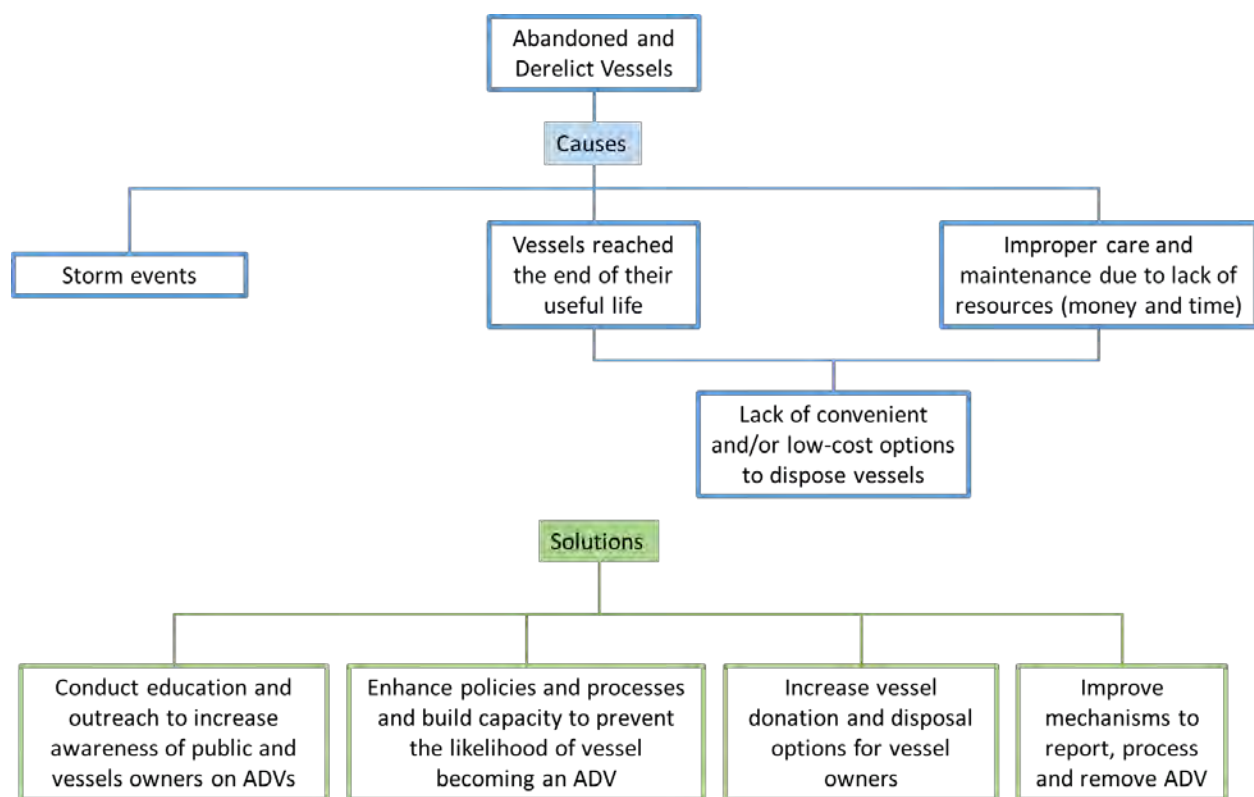 Abandoned and
Derelict Vessels
Causes
Storm events
Vessels reached
the end of their
useful life
Improper care and
maintenance due to lack of
resources (money and time)
Lack of convenient
and/or low-cost options
to dispose vessels
Solutions
Conduct education and
outreach to increase
awareness of public and
vessels owners on ADVs
Enhance policies and processes
and build capacity to prevent
the likelihood of vessel
becoming an ADV
Increase vessel
donation and disposal
options for vessel
owners
Improve
mechanisms to
report, process
and remove ADV